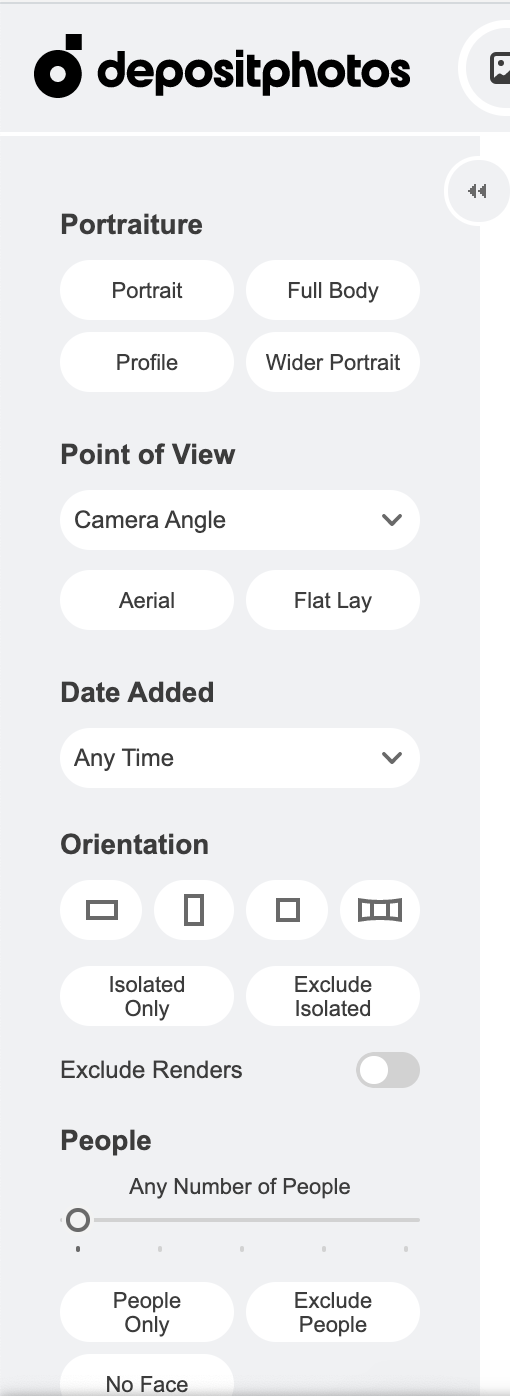 depositphotos
Portraiture
Portrait
Full Body
Profile
Wider Portrait
Point of View
Camera Angle
Aerial
Flat Lay
Date Added
Any Time
Orientation
Isolated
Only
Exclude
Isolated
Exclude Renders
People
Any Number of People
People
Only
Exclude
People
No Face